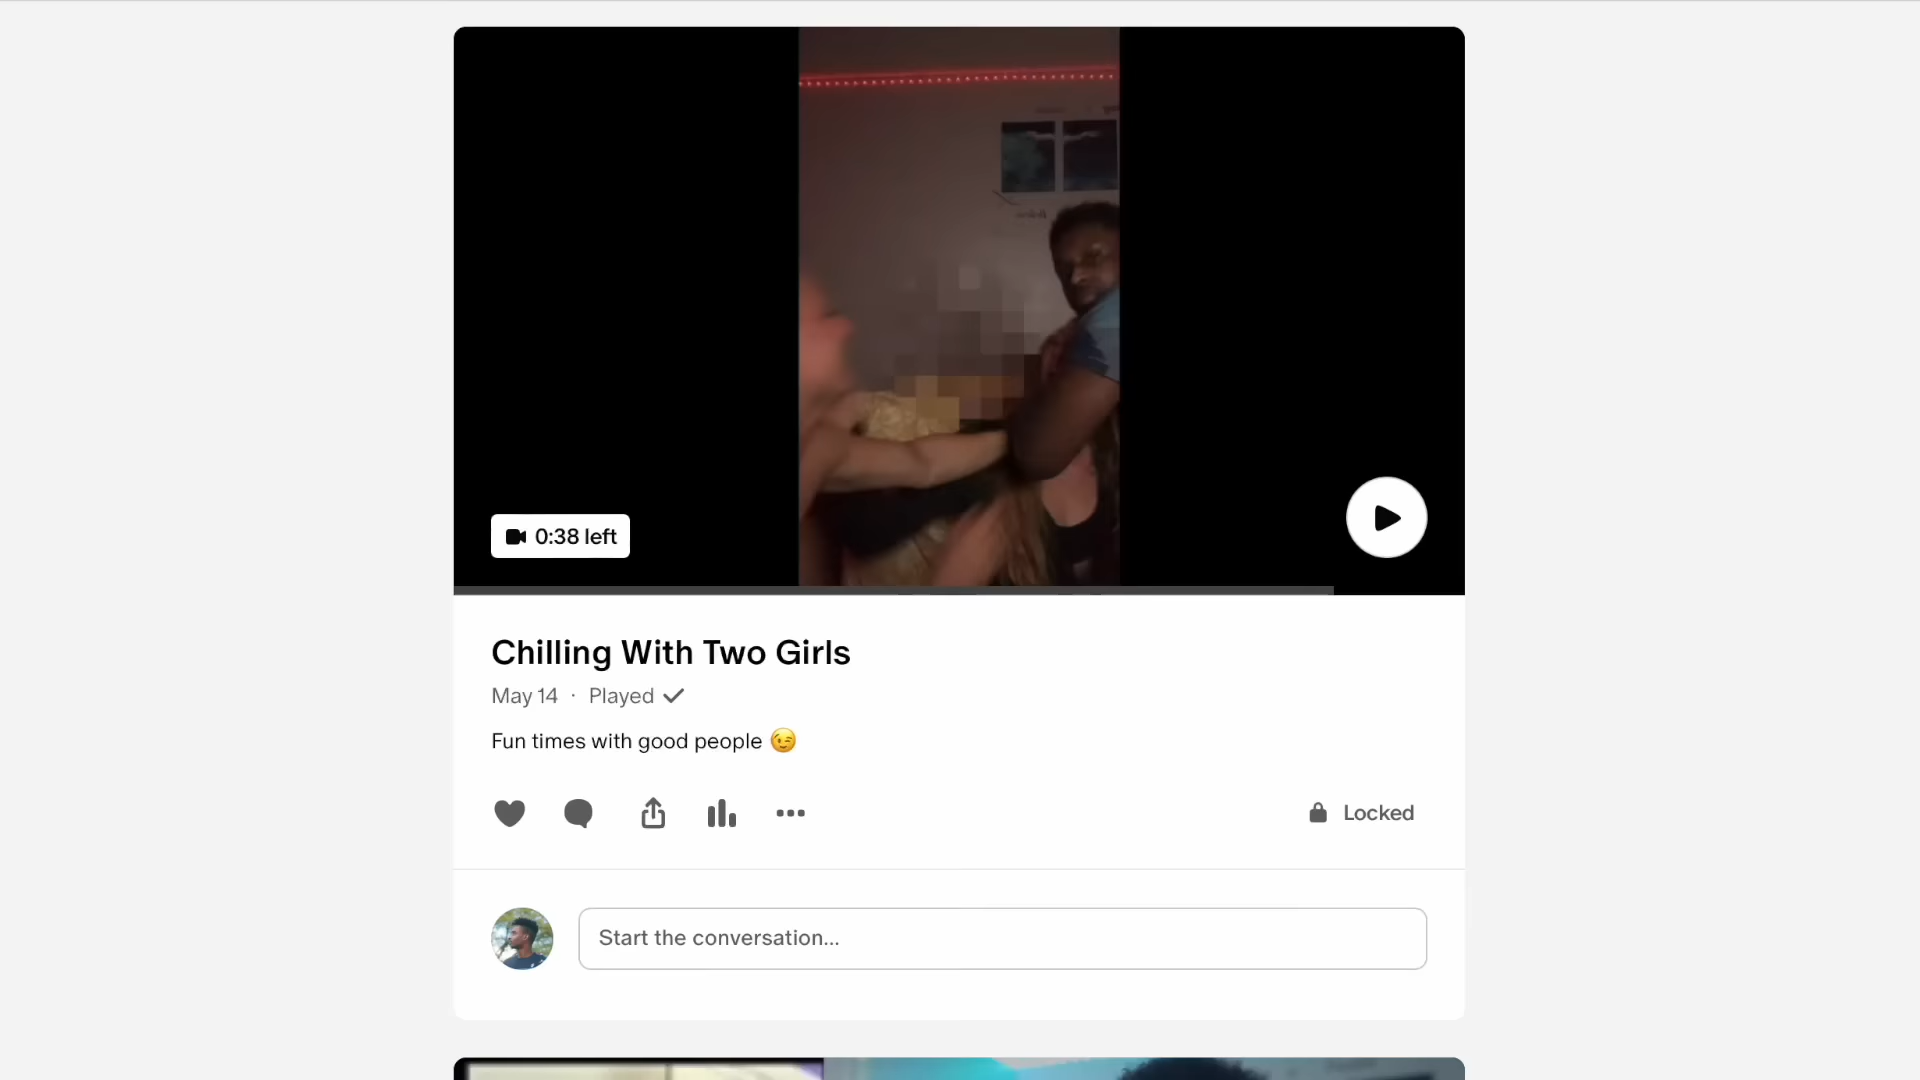 0:38 left
Chilling With Two Girls
May 14 · Played
Fun times with good people 😉
Locked
Start the conversation...